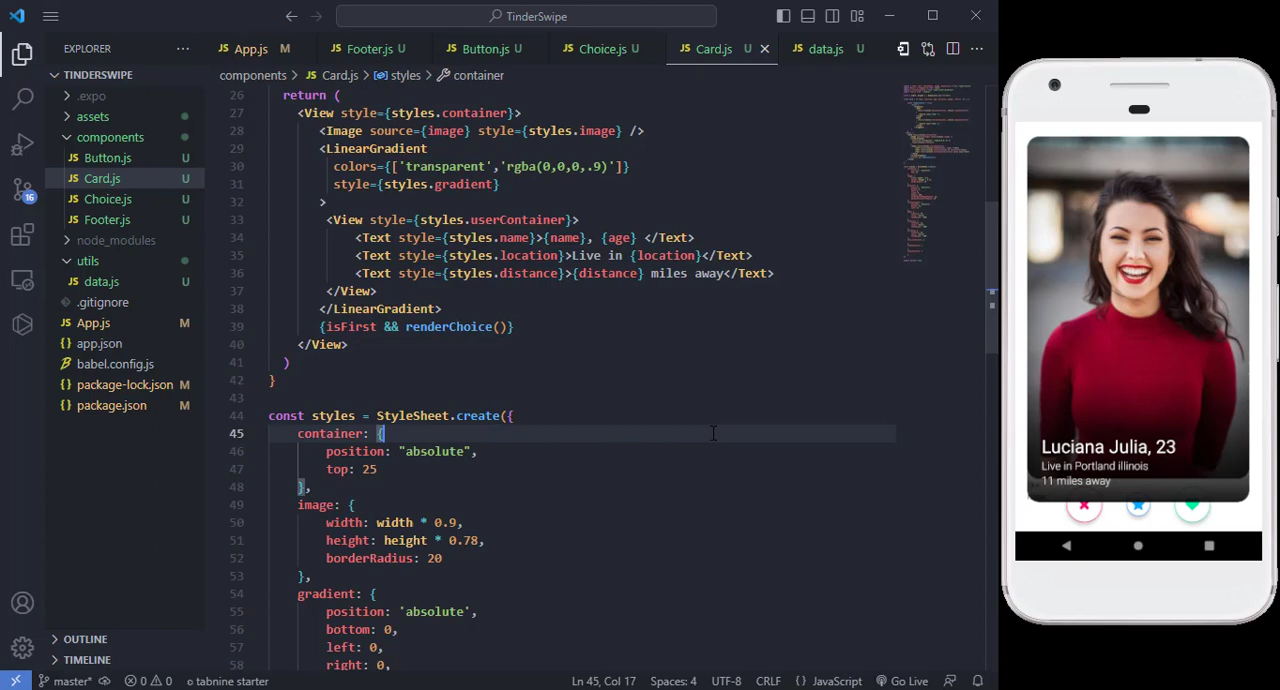 TinderSwipe
EXPLORER
App.js M
Footer.js U
Button.js U
Choice.js U
Card.js U
data.js U
TINDERSWIPE
components > Card.js > styles > container
.expo
assets
components
Button.js U
Card.js U
Choice.js U
Footer.js U
node_modules
utils
data.js U
.gitignore
App.js M
app.json
babel.config.js
package-lock.json M
package.json M
16
OUTLINE
TIMELINE
26 return (
27 <View style={styles.container}>
28 <Image source={image} style={styles.image} />
29 <LinearGradient
30 colors={['transparent','rgba(0,0,0,.9)']}
31 style={styles.gradient}
32 >
33 <View style={styles.userContainer}>
34 <Text style={styles.name}>{name}, {age} </Text>
35 <Text style={styles.location}>Live in {location}</Text>
36 <Text style={styles.distance}>{distance} miles away</Text>
37 </View>
38 </LinearGradient>
39 {isFirst && renderChoice()}
40 </View>
41 )
42 }
43
44 const styles = StyleSheet.create({
45 container: {
46 position: "absolute",
47 top: 25
48 },
49 image: {
50 width: width * 0.9,
51 height: height * 0.78,
52 borderRadius: 20
53 },
54 gradient: {
55 position: 'absolute',
56 bottom: 0,
57 left: 0,
58 right: 0,
master*
0 0
tabnine starter
Ln 45, Col 17
Spaces: 4
UTF-8
CRLF
{} JavaScript
Go Live
Luciana Julia, 23
Live in Portland illinois
11 miles away